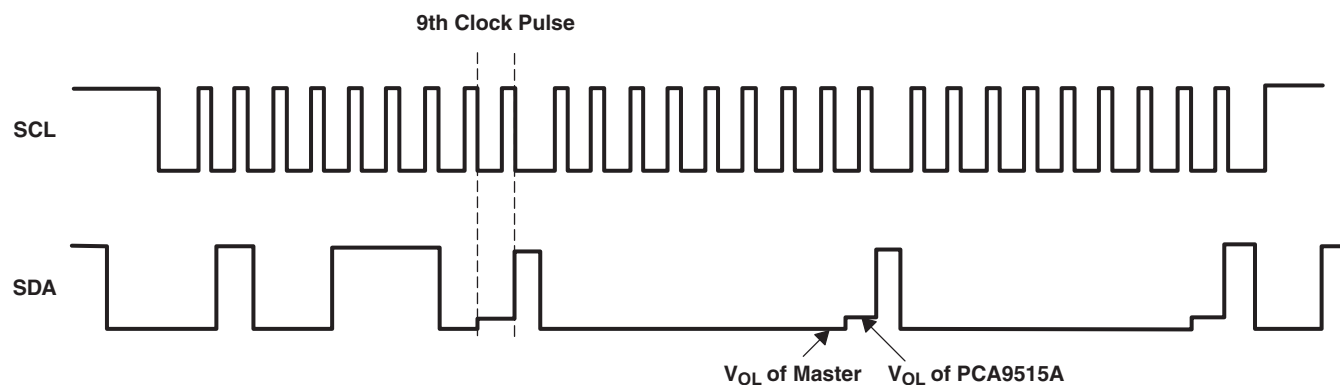 9th Clock Pulse
SCL
SDA
VOL of Master
VOL of PCA9515A